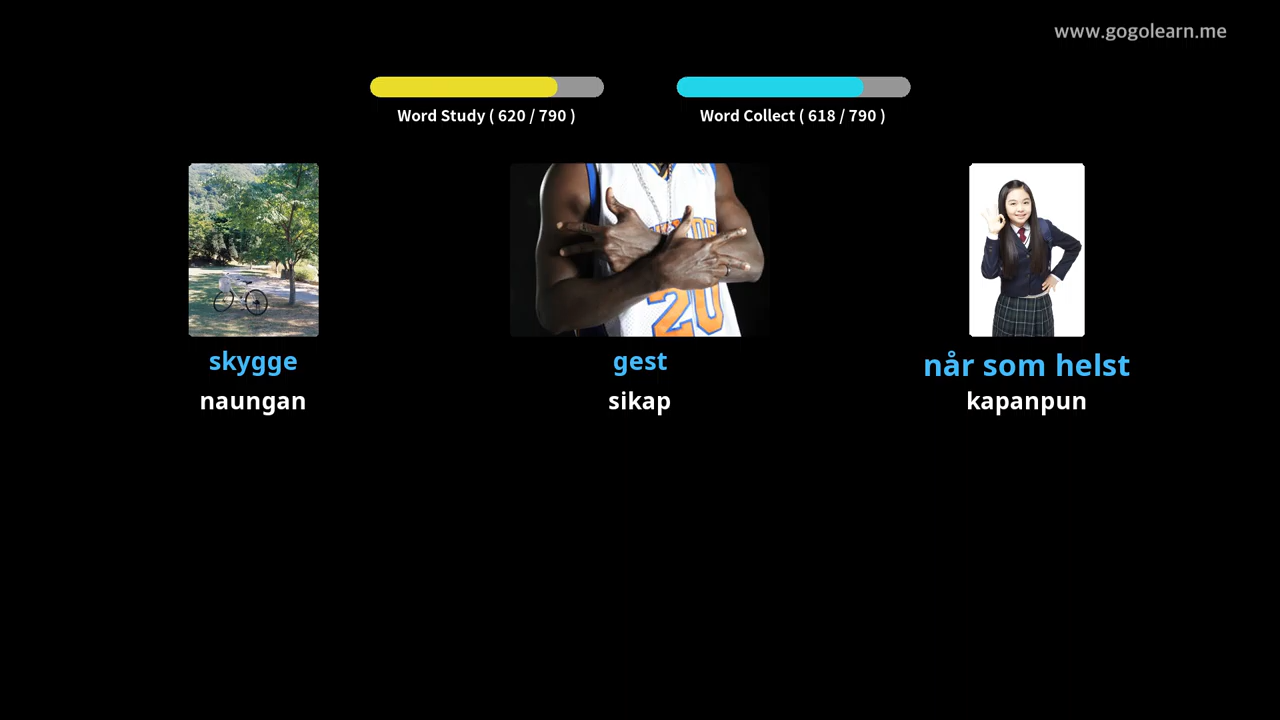 www.gogolearn.me
Word Study ( 620 / 790 )
Word Collect ( 618 / 790 )
20
skygge
gest
når som helst
naungan
sikap
kapanpun